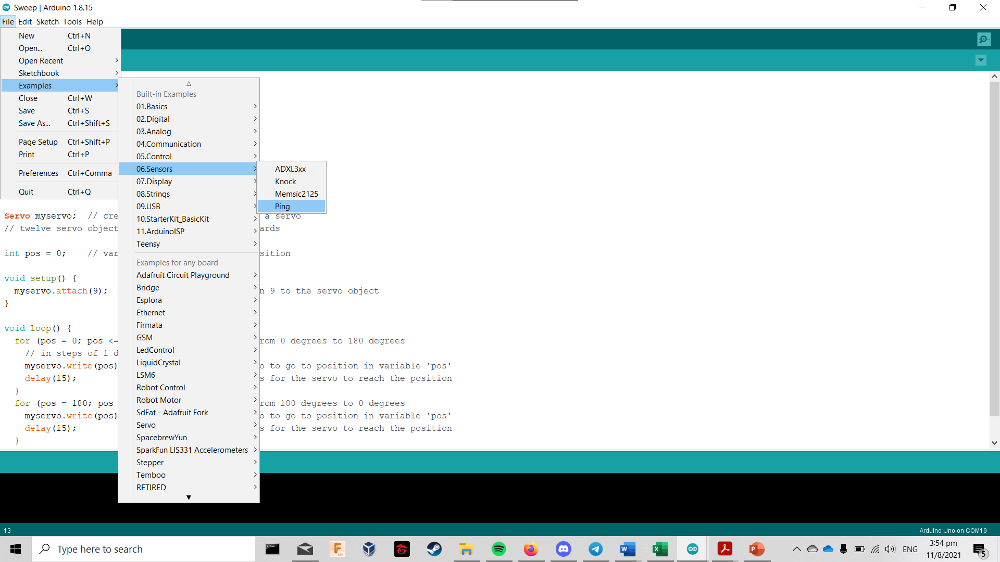 Sweep | Arduino 1.8.15
File Edit Sketch Tools Help
New Ctrl+N
Open... Ctrl+O
Open Recent
Sketchbook
Examples
Close Ctrl+W
Save Ctrl+S
Save As... Ctrl+Shift+S
Page Setup Ctrl+Shift+P
Print Ctrl+P
Preferences Ctrl+Comma
Quit Ctrl+Q
Built-in Examples
01.Basics
02.Digital
03.Analog
04.Communication
05.Control
06.Sensors
07.Display
08.Strings
09.USB
10.StarterKit_BasicKit
11.ArduinoISP
Teensy
Examples for any board
Adafruit Circuit Playground
Bridge
Esplora
Ethernet
Firmata
GSM
LedControl
LiquidCrystal
LSM6
Robot Control
Robot Motor
SdFat - Adafruit Fork
Servo
SpacebrewYun
SparkFun LIS331 Accelerometers
Stepper
Temboo
RETIRED
ADXL3xx
Knock
Memsic2125
Ping
Servo myservo; // cre a servo
// twelve servo object ards
int pos = 0; // var sition
void setup() {
myservo.attach(9); n 9 to the servo object
}
void loop() {
for (pos = 0; pos <= rom 0 degrees to 180 degrees
// in steps of 1 d
myservo.write(pos) o to go to position in variable 'pos'
delay(15); s for the servo to reach the position
}
for (pos = 180; pos rom 180 degrees to 0 degrees
myservo.write(pos) o to go to position in variable 'pos'
delay(15); s for the servo to reach the position
}
13
Arduino Uno on COM19
Type here to search
ENG
3:54 pm
11/8/2021
5